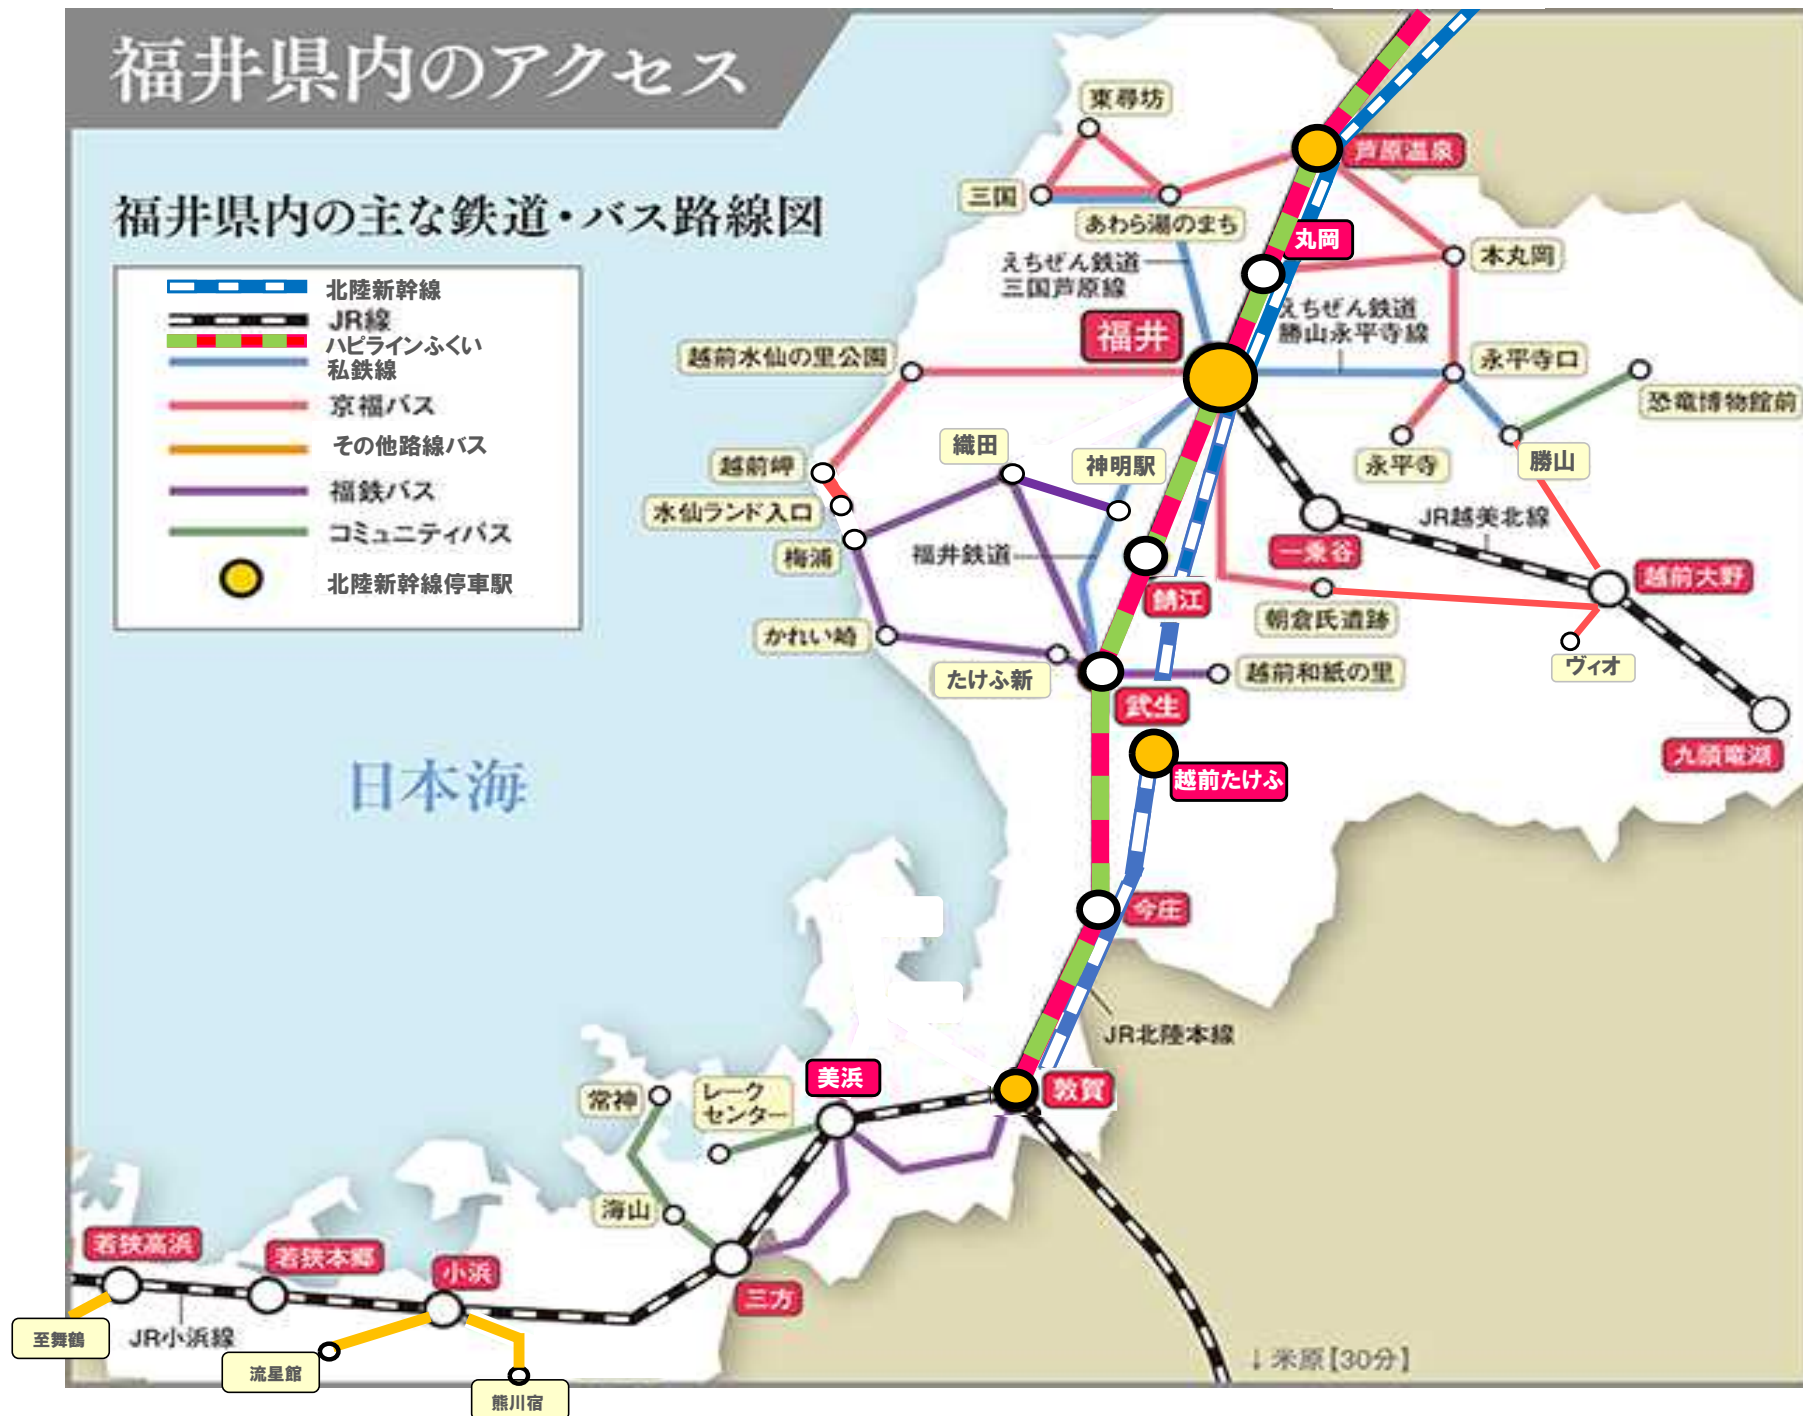 福井県内のアクセス
福井県内の主な鉄道・バス路線図
北陸新幹線
JR線
ハピラインふくい
私鉄線
京福バス
その他路線バス
福鉄バス
コミュニティバス
北陸新幹線停車駅
東尋坊
芦原温泉
三国
あわら湯のまち
丸岡
本丸岡
えちぜん鉄道
三国芦原線
えちぜん鉄道
勝山永平寺線
福井
越前水仙の里公園
永平寺口
恐竜博物館前
織田
神明駅
永平寺
勝山
越前岬
水仙ランド入口
JR越美北線
梅浦
福井鉄道
一乗谷
越前大野
鯖江
朝倉氏遺跡
かれい崎
たけふ新
越前和紙の里
ヴィオ
武生
九頭竜湖
越前たけふ
日本海
今庄
JR北陸本線
美浜
敦賀
常神
レーク
センター
海山
若狭高浜
若狭本郷
小浜
三方
至舞鶴
JR小浜線
流星館
熊川宿
↓米原【30分】